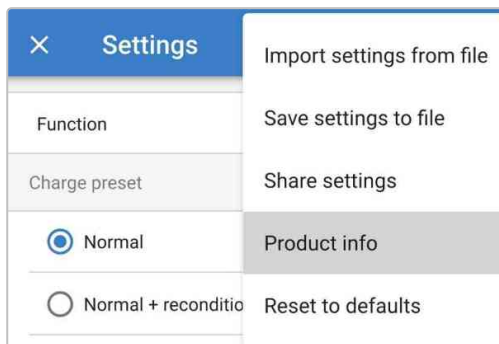 Settings
Function
Charge preset
Normal
Normal + reconditio
Import settings from file
Save settings to file
Share settings
Product info
Reset to defaults